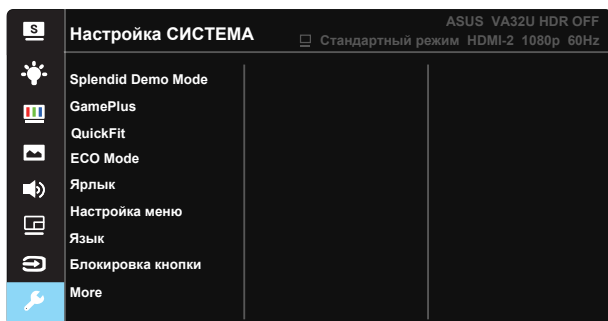 S
ASUS VA32U HDR OFF
Настройка СИСТЕМА
Стандартный режим HDMI-2 1080p 60Hz
Splendid Demo Mode
GamePlus
QuickFit
ECO Mode
Ярлык
Настройка меню
Язык
Блокировка кнопки
More